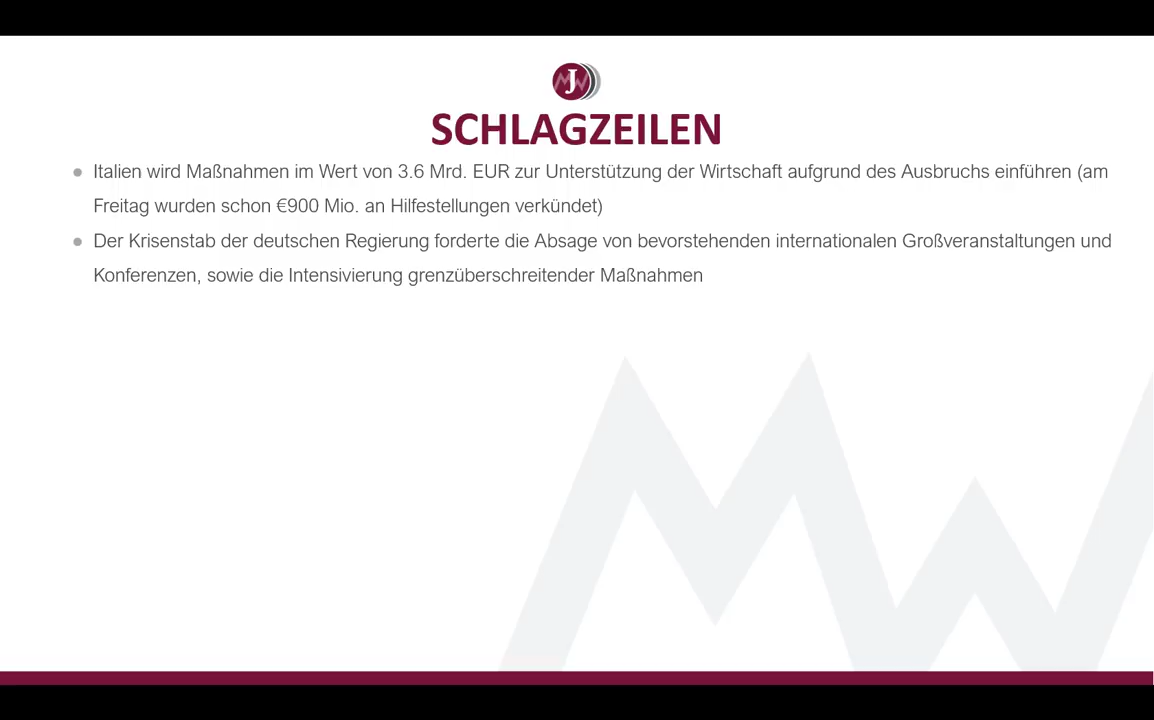 J
SCHLAGZEILEN
Italien wird Maßnahmen im Wert von 3.6 Mrd. EUR zur Unterstützung der Wirtschaft aufgrund des Ausbruchs einführen (am
Freitag wurden schon €900 Mio. an Hilfestellungen verkündet)
Der Krisenstab der deutschen Regierung forderte die Absage von bevorstehenden internationalen Großveranstaltungen und
Konferenzen, sowie die Intensivierung grenzüberschreitender Maßnahmen